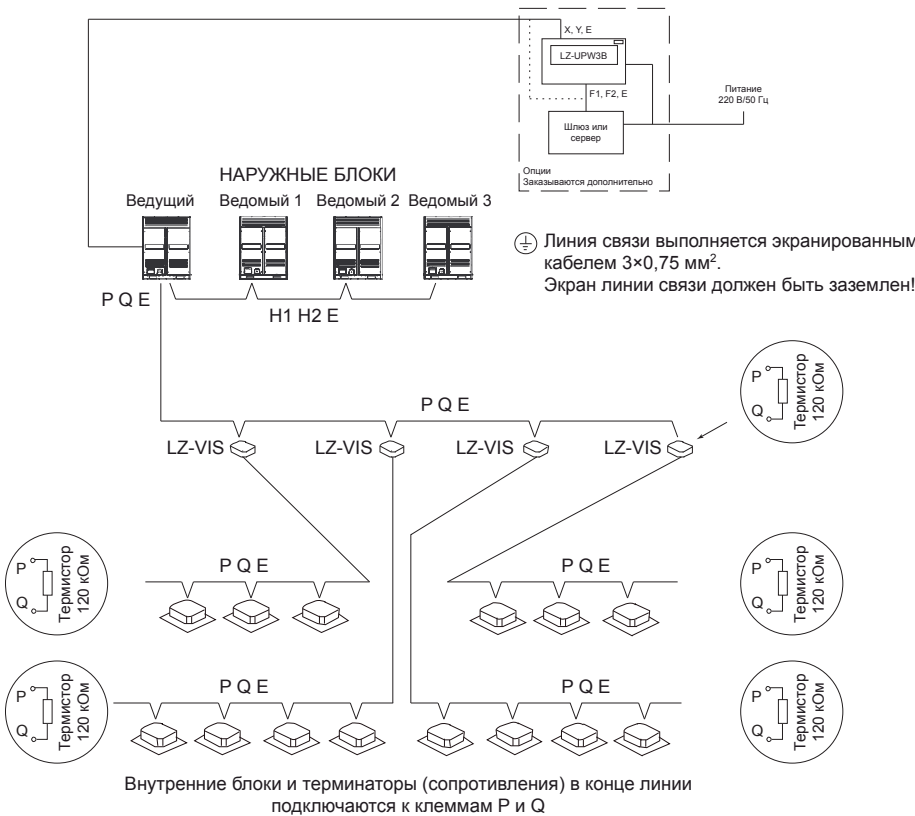 X, Y, E
LZ-UPW3B
F1, F2, E
Питание
220 В/50 Гц
Шлюз или
сервер
Опции
Заказываются дополнительно
НАРУЖНЫЕ БЛОКИ
Ведущий
Ведомый 1
Ведомый 2
Ведомый 3
Линия связи выполняется экранированным
кабелем 3×0,75 мм².
Экран линии связи должен быть заземлен!
P Q E
H1 H2 E
P Q E
P
Q
Термистор
120 кОм
LZ-VIS
LZ-VIS
LZ-VIS
LZ-VIS
P
Q
Термистор
120 кОм
P Q E
P Q E
P
Q
Термистор
120 кОм
P
Q
Термистор
120 кОм
P Q E
P Q E
P
Q
Термистор
120 кОм
Внутренние блоки и терминаторы (сопротивления) в конце линии
подключаются к клеммам P и Q